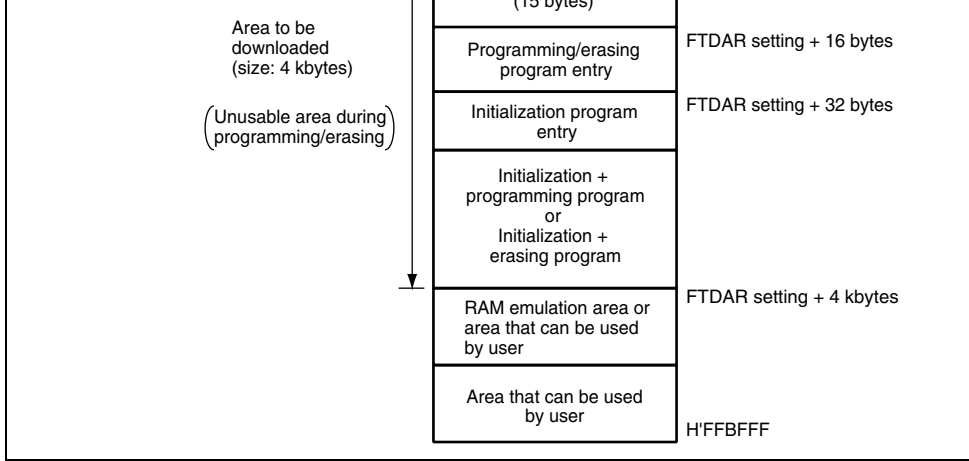 (15 bytes)
Area to be
downloaded
(size: 4 kbytes)
(Unusable area during
programming/erasing)
Programming/erasing
program entry
FTDAR setting + 16 bytes
Initialization program
entry
FTDAR setting + 32 bytes
Initialization +
programming program
or
Initialization +
erasing program
FTDAR setting + 4 kbytes
RAM emulation area or
area that can be used
by user
Area that can be used
by user
H'FFBFFF